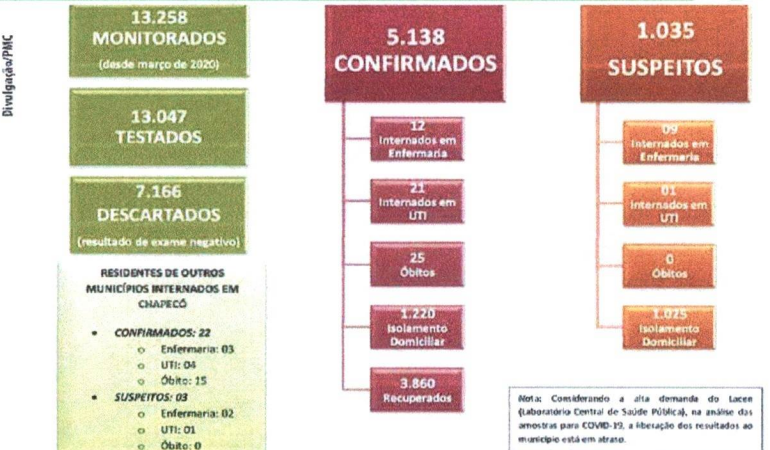 Divulgação/PMC
13.258
MONITORADOS
(desde março de 2020)
13.047
TESTADOS
7.166
DESCARTADOS
(resultado de exame negativo)
RESIDENTES DE OUTROS
MUNICÍPIOS INTERNADOS EM
CHAPECÓ
• CONFIRMADOS: 22
o Enfermaria: 03
o UTI: 04
o Óbito: 15
• SUSPEITOS: 03
o Enfermaria: 02
o UTI: 01
o Óbito: 0
5.138
CONFIRMADOS
12
Internados em
Enfermaria
21
Internados em
UTI
25
Óbitos
1.220
Isolamento
Domiciliar
3.860
Recuperados
1.035
SUSPEITOS
09
Internados em
Enfermaria
01
Internados em
UTI
0
Óbitos
1.025
Isolamento
Domiciliar
Nota: Considerando a alta demanda do Lacen
(Laboratório Central de Saúde Pública), na análise das
amostras para COVID-19, a liberação dos resultados ao
município está em atraso.